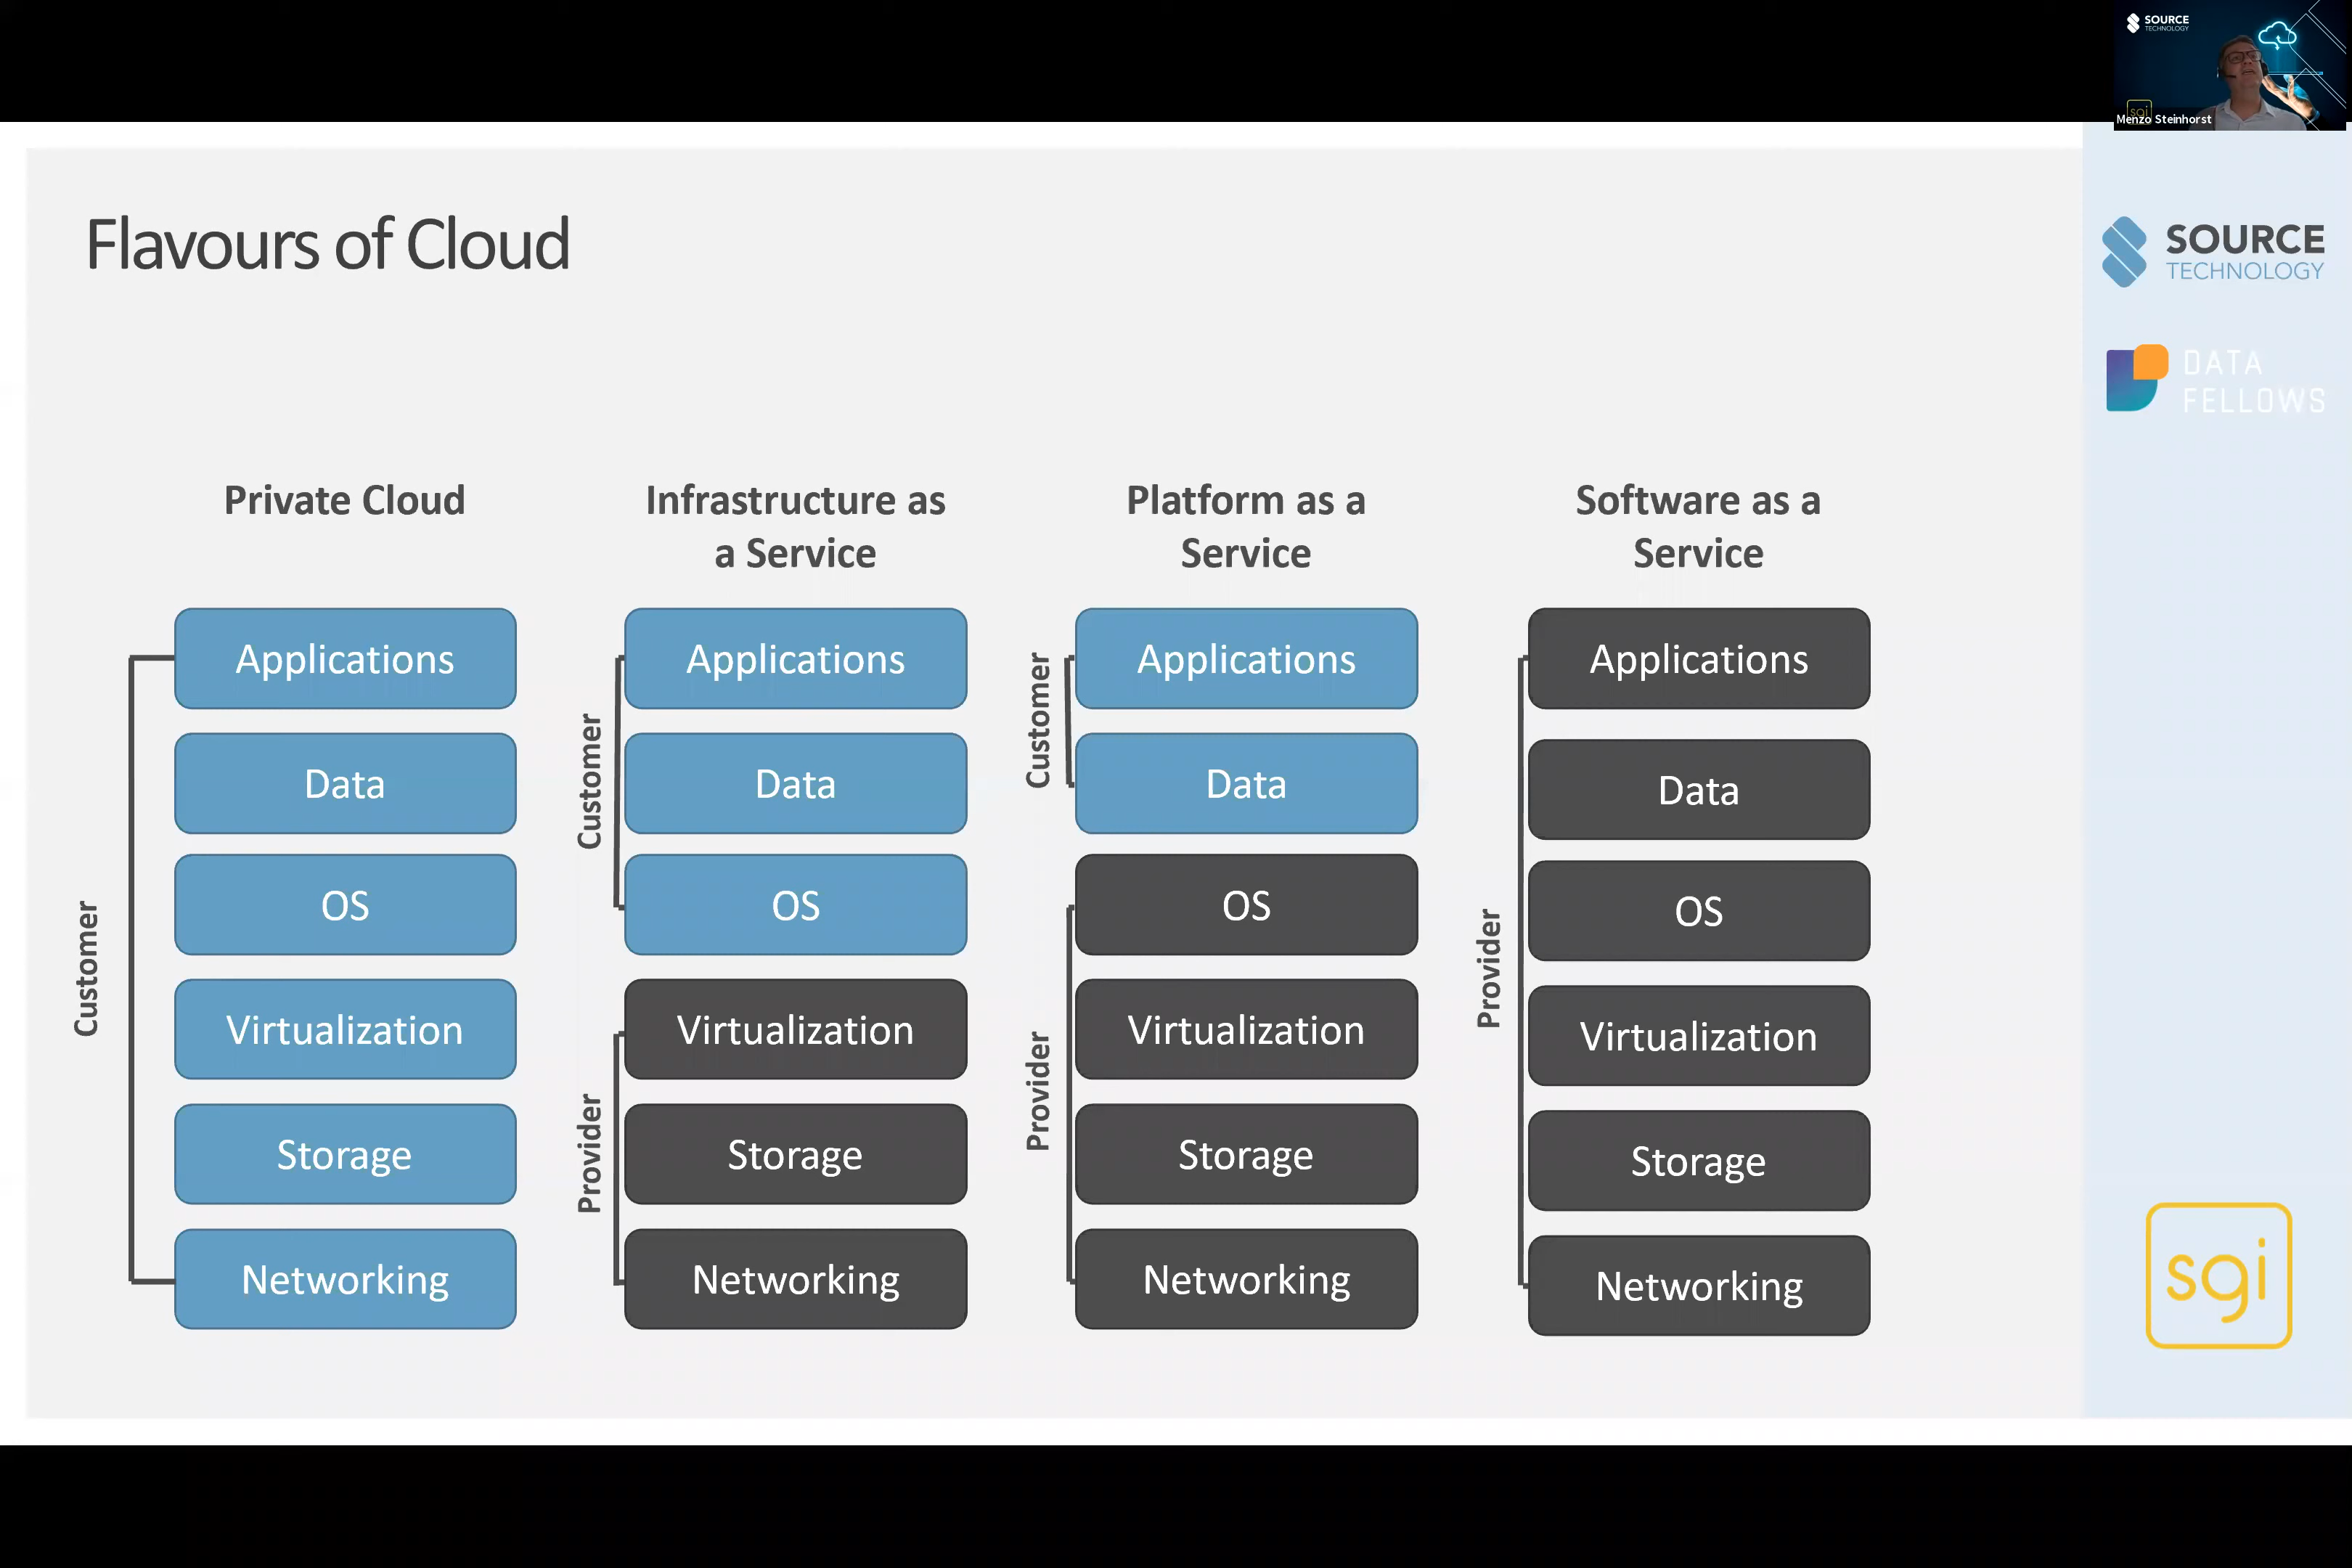 SOURCE
TECHNOLOGY
sgi
Menzo Steinhorst
Flavours of Cloud
SOURCE
TECHNOLOGY
DATA
FELLOWS
Private Cloud
Customer
Applications
Data
OS
Virtualization
Storage
Networking
Infrastructure as
a Service
Customer
Provider
Applications
Data
OS
Virtualization
Storage
Networking
Platform as a
Service
Customer
Provider
Applications
Data
OS
Virtualization
Storage
Networking
Software as a
Service
Provider
Applications
Data
OS
Virtualization
Storage
Networking
sgi